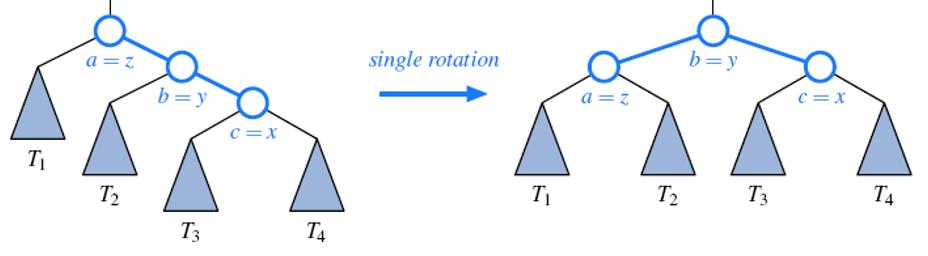 single rotation
a = z
b = y
c = x
T₁
T₂
T₃
T₄
b = y
a = z
c = x
T₁
T₂
T₃
T₄